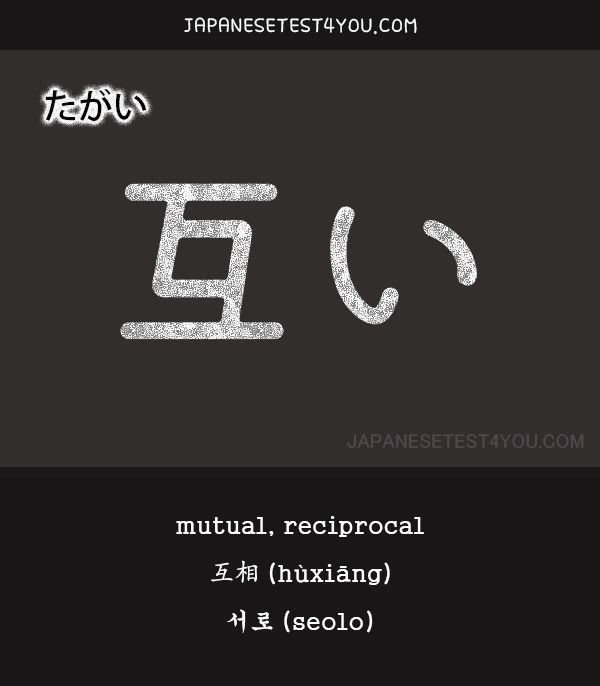 JAPANESETEST4YOU.COM
たがい
互い
JAPANESETEST4YOU.COM
mutual, reciprocal
互相 (hùxiāng)
서로 (seolo)